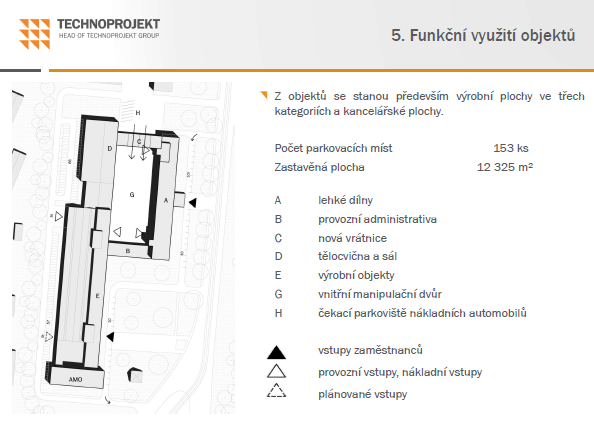 TECHNOPROJEKT
HEAD OF TECHNOPROJEKT GROUP
5. Funkční využití objektů
Z objektů se stanou především výrobní plochy ve třech
kategoriích a kancelářské plochy.
Počet parkovacích míst 153 ks
Zastavěná plocha 12 325 m²
A lehké dílny
B provozní administrativa
C nová vrátnice
D tělocvična a sál
E výrobní objekty
G vnitřní manipulační dvůr
H čekací parkoviště nákladních automobilů
vstupy zaměstnanců
provozní vstupy, nákladní vstupy
plánované vstupy
H
C
D
G
A
B
E
AMO